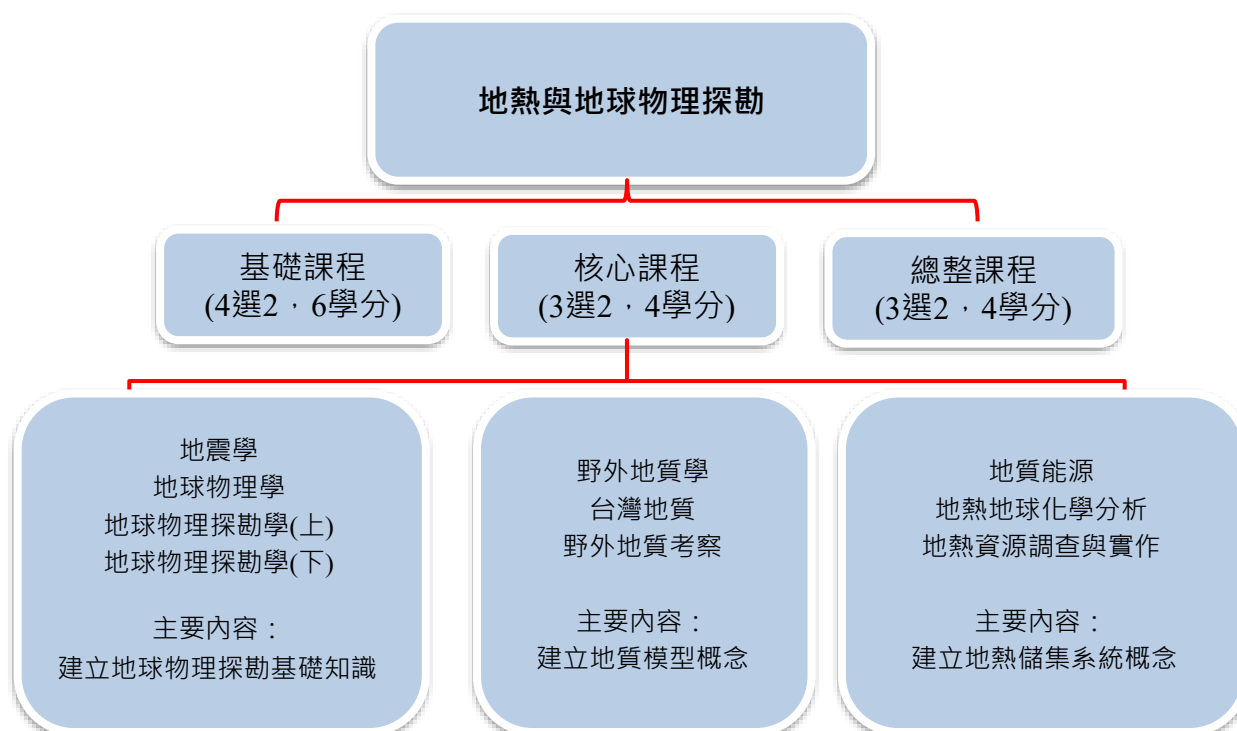 地熱與地球物理探勘
基礎課程
(4選2，6學分)
核心課程
(3選2，4學分)
總整課程
(3選2，4學分)
地震學
地球物理學
地球物理探勘學(上)
地球物理探勘學(下)
主要內容：
建立地球物理探勘基礎知識
野外地質學
台灣地質
野外地質考察
主要內容：
建立地質模型概念
地質能源
地熱地球化學分析
地熱資源調查與實作
主要內容：
建立地熱儲集系統概念